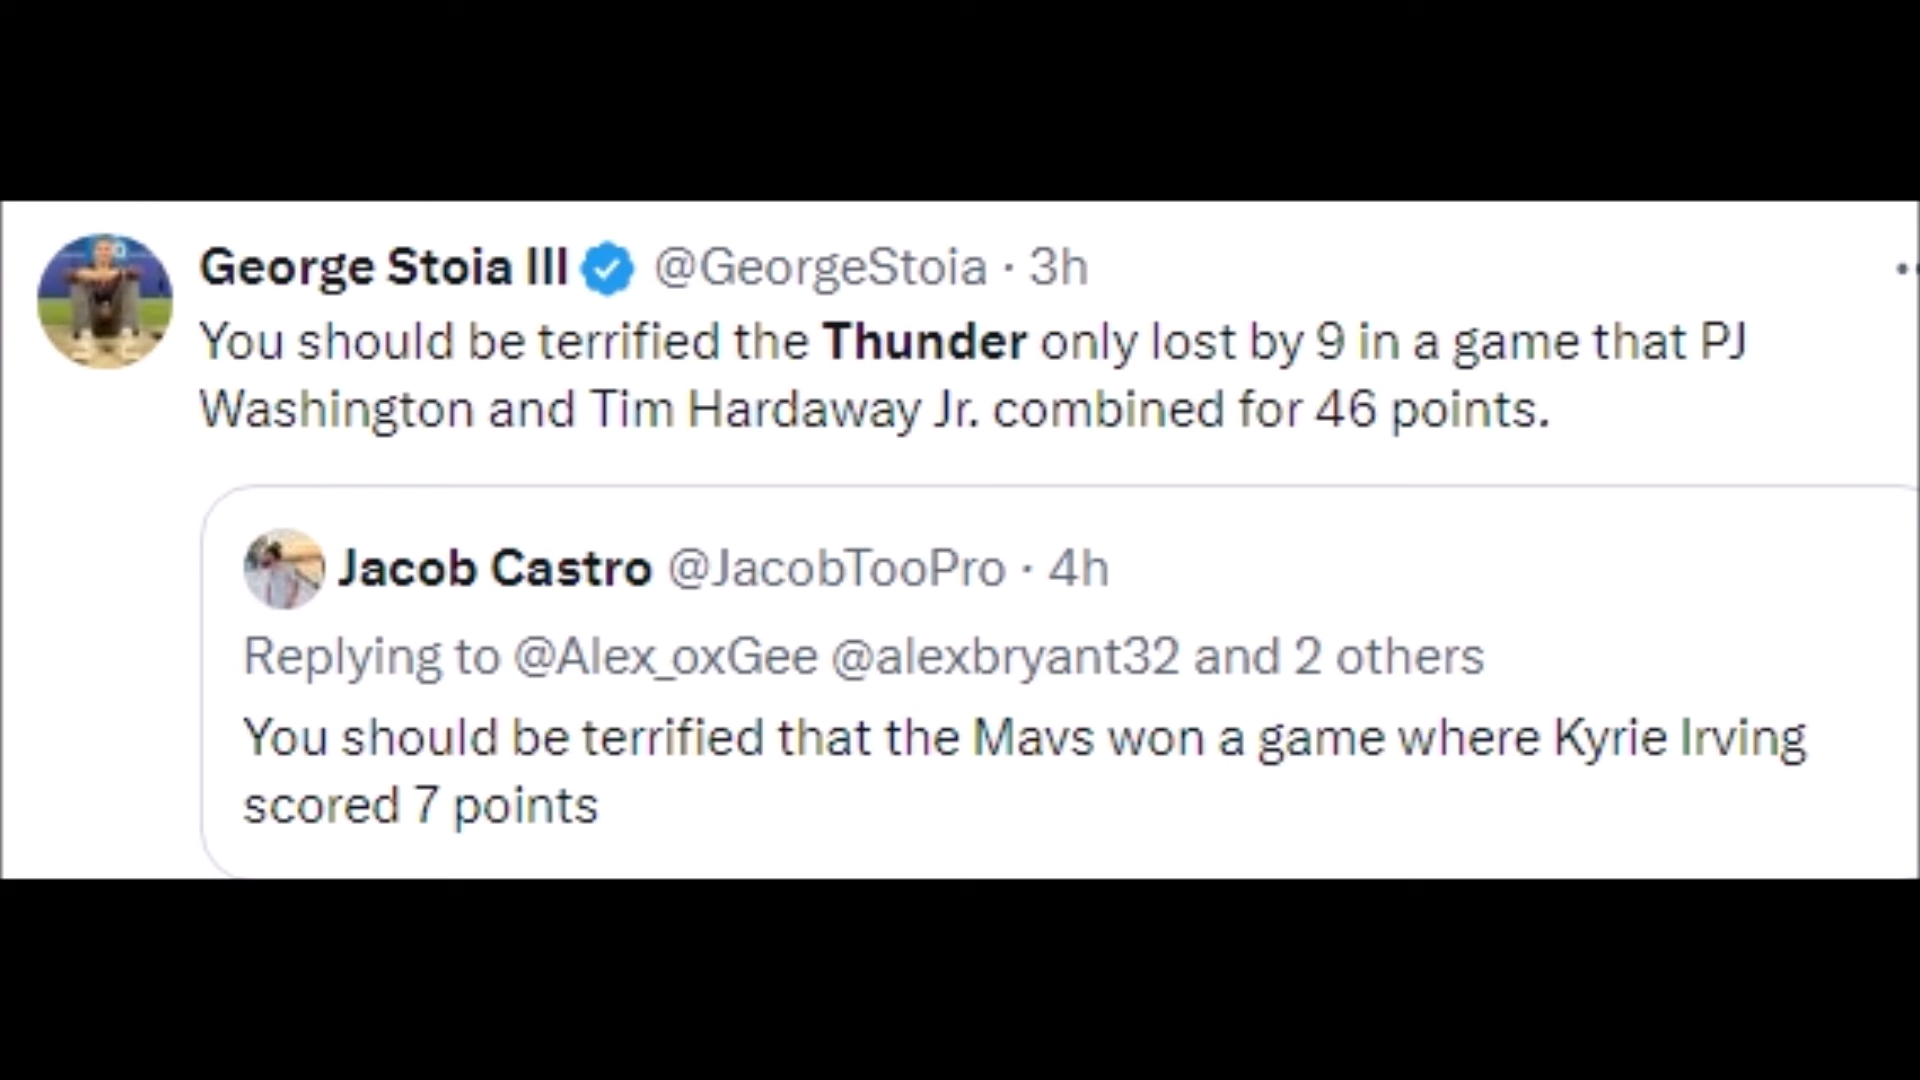 George Stoia III @GeorgeStoia · 3h
You should be terrified the Thunder only lost by 9 in a game that PJ
Washington and Tim Hardaway Jr. combined for 46 points.
Jacob Castro @JacobTooPro · 4h
Replying to @Alex_oxGee @alexbryant32 and 2 others
You should be terrified that the Mavs won a game where Kyrie Irving
scored 7 points